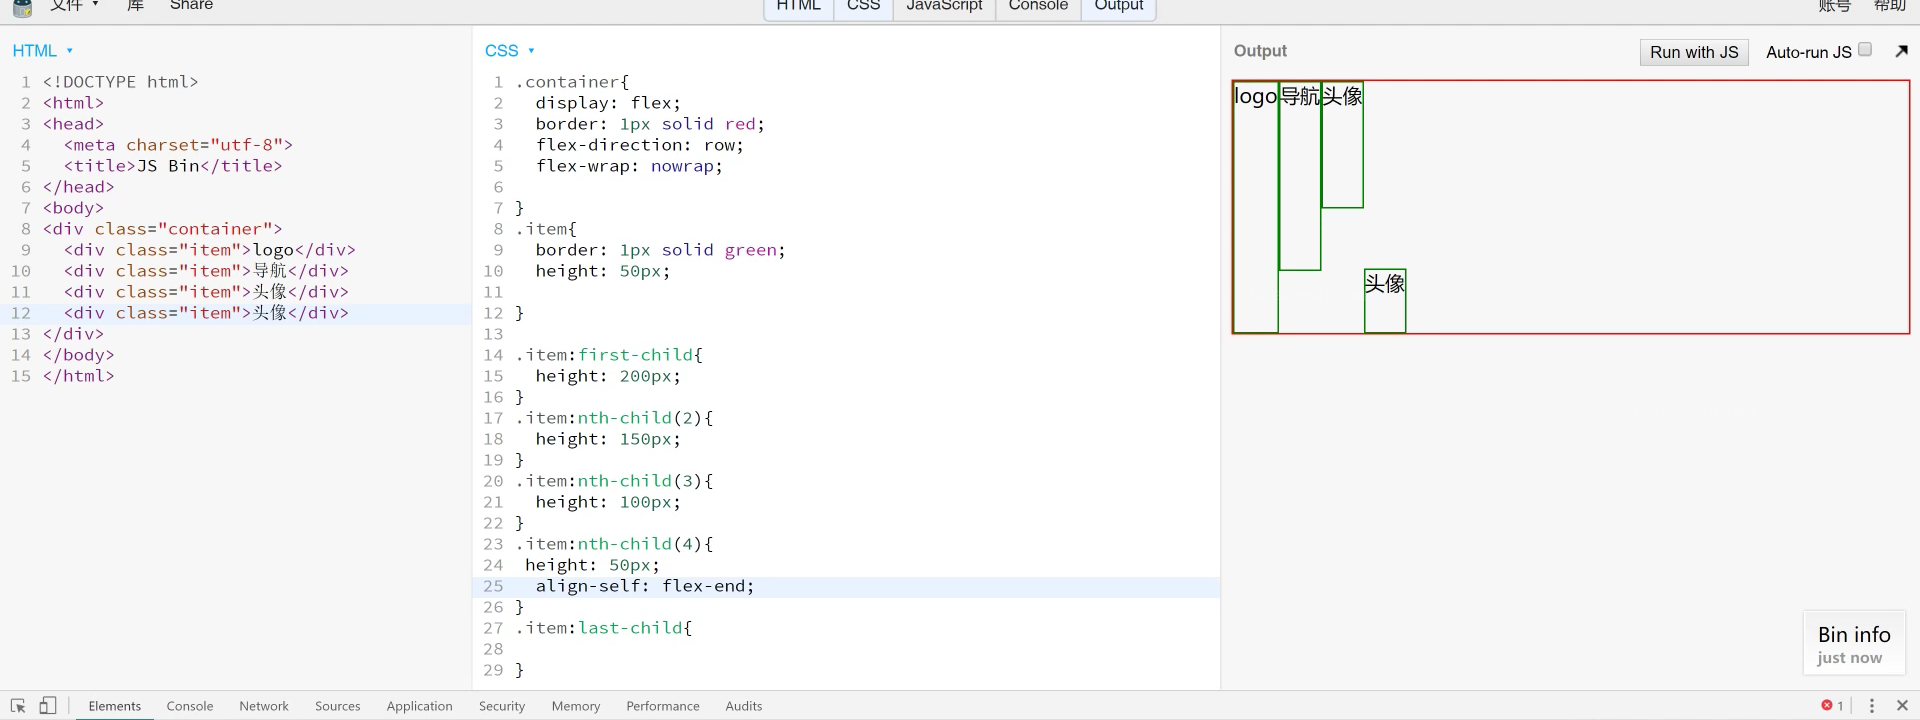 文件 ▾ 库 Share HTML CSS JavaScript Console Output 账号 帮助
HTML ▾
1 <!DOCTYPE html>
2 <html>
3 <head>
4   <meta charset="utf-8">
5   <title>JS Bin</title>
6 </head>
7 <body>
8 <div class="container">
9   <div class="item">logo</div>
10   <div class="item">导航</div>
11   <div class="item">头像</div>
12   <div class="item">头像</div>
13 </div>
14 </body>
15 </html>
CSS ▾
1 .container{
2   display: flex;
3   border: 1px solid red;
4   flex-direction: row;
5   flex-wrap: nowrap;
6
7 }
8 .item{
9   border: 1px solid green;
10   height: 50px;
11
12 }
13
14 .item:first-child{
15   height: 200px;
16 }
17 .item:nth-child(2){
18   height: 150px;
19 }
20 .item:nth-child(3){
21   height: 100px;
22 }
23 .item:nth-child(4){
24  height: 50px;
25   align-self: flex-end;
26 }
27 .item:last-child{
28
29 }
Output Run with JS Auto-run JS
logo 导航 头像
头像
Bin info
just now
Elements Console Network Sources Application Security Memory Performance Audits 1